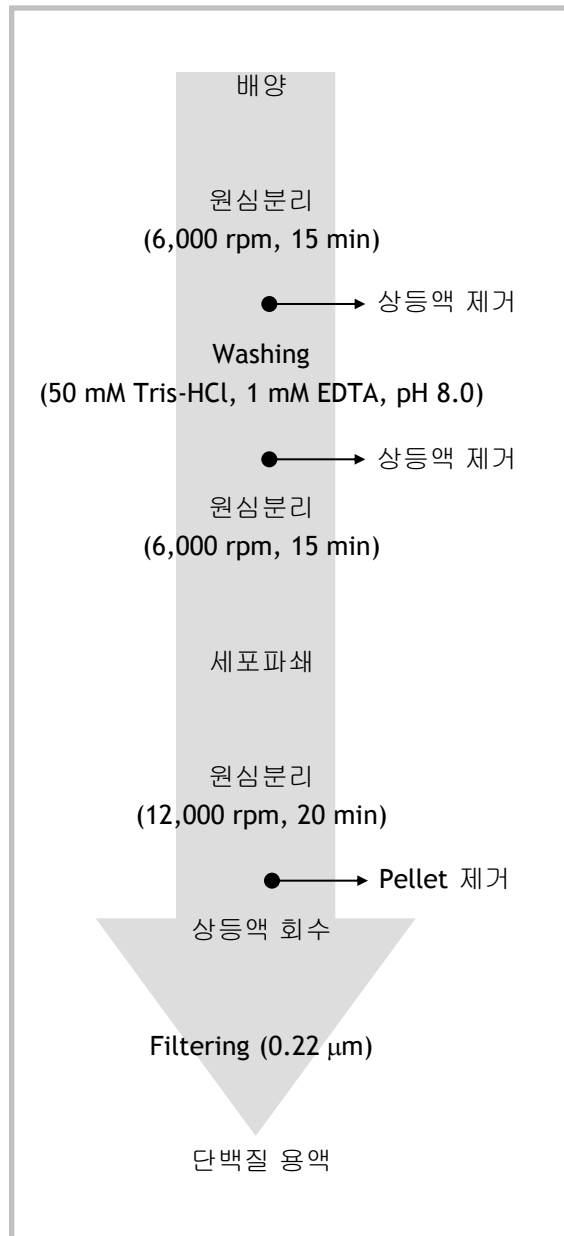 배양
원심분리
(6,000 rpm, 15 min)
상등액 제거
Washing
(50 mM Tris-HCl, 1 mM EDTA, pH 8.0)
상등액 제거
원심분리
(6,000 rpm, 15 min)
세포파쇄
원심분리
(12,000 rpm, 20 min)
Pellet 제거
상등액 회수
Filtering (0.22 μm)
단백질 용액